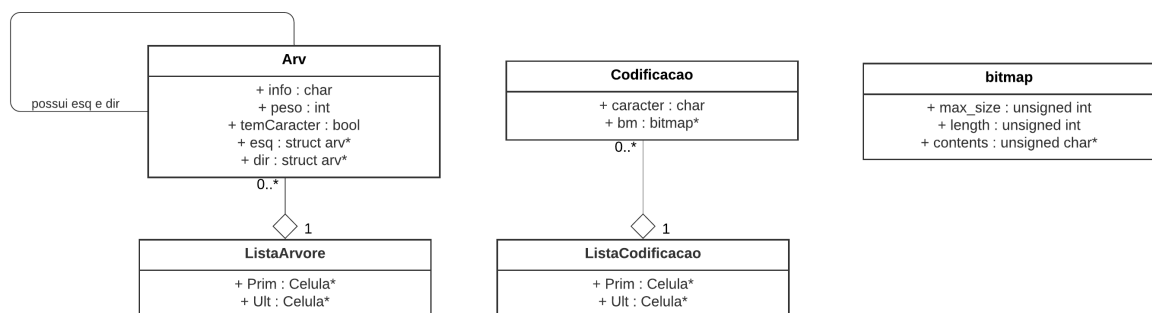 Arv
+ info : char
+ peso : int
+ temCaracter : bool
+ esq : struct arv*
+ dir : struct arv*
possui esq e dir
0..*
1
ListaArvore
+ Prim : Celula*
+ Ult : Celula*
Codificacao
+ caracter : char
+ bm : bitmap*
0..*
1
ListaCodificacao
+ Prim : Celula*
+ Ult : Celula*
bitmap
+ max_size : unsigned int
+ length : unsigned int
+ contents : unsigned char*